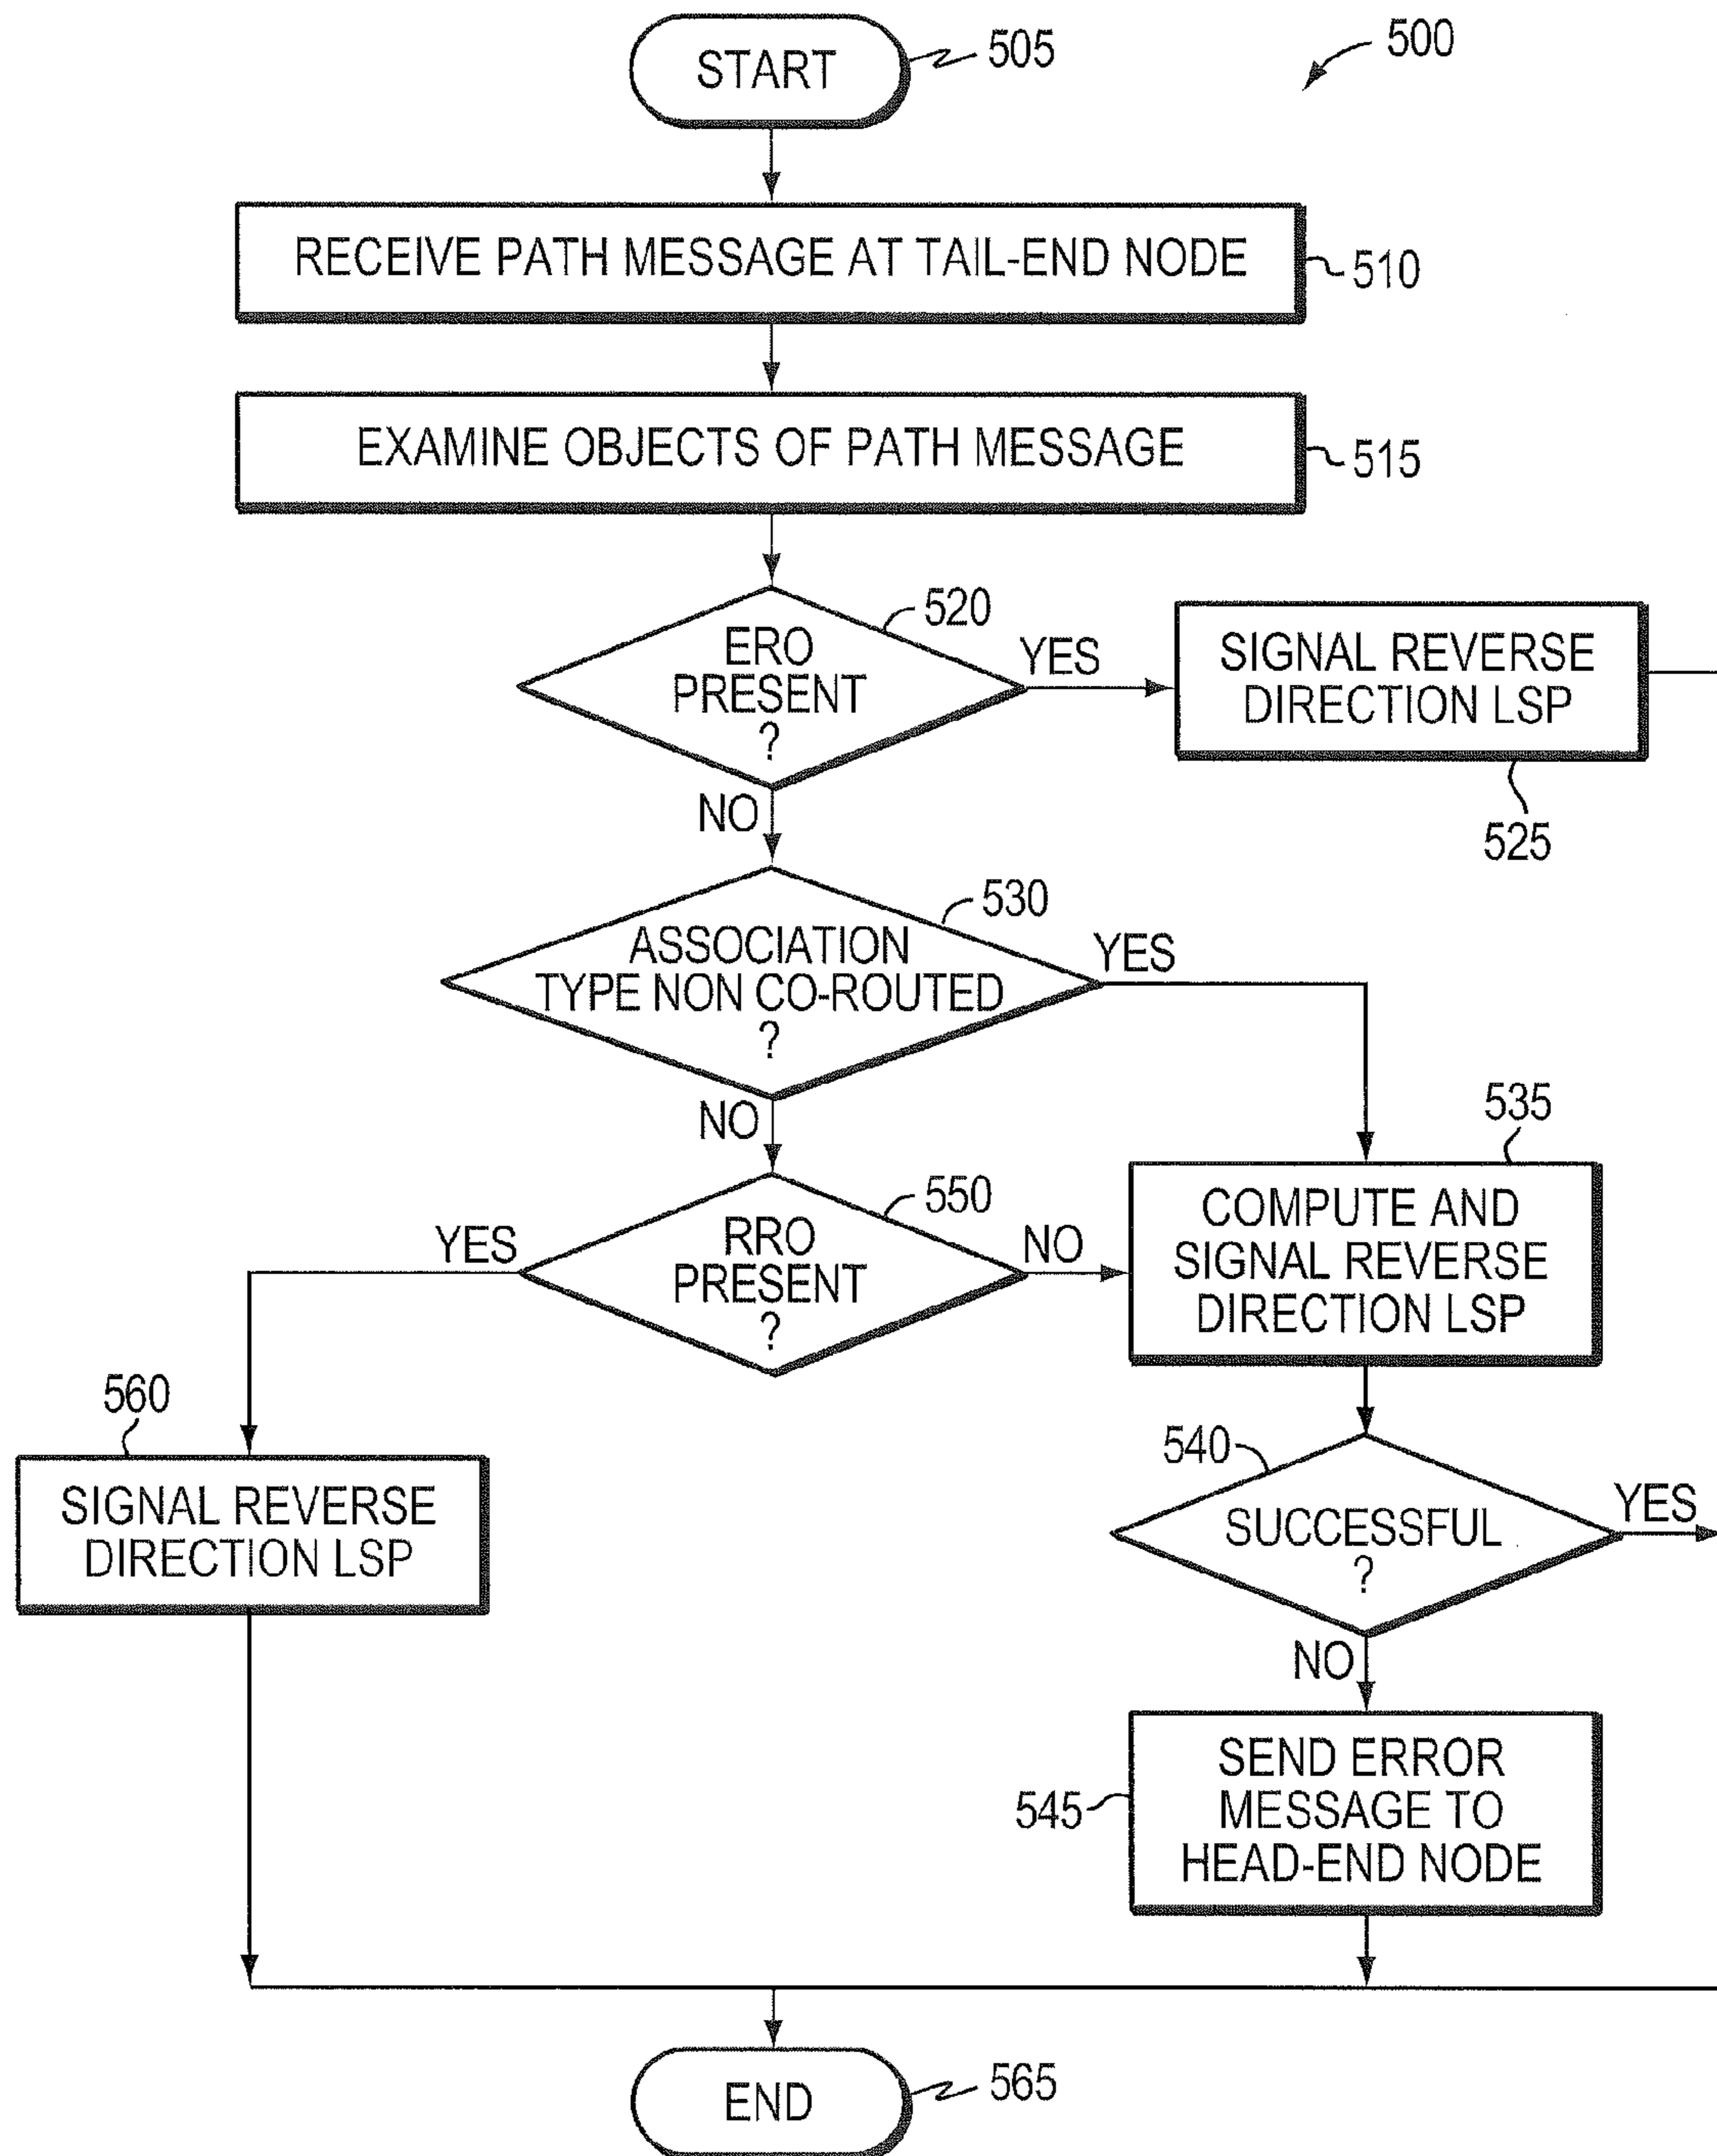 START
505
500
RECEIVE PATH MESSAGE AT TAIL-END NODE
510
EXAMINE OBJECTS OF PATH MESSAGE
515
520
ERO
PRESENT
?
YES
SIGNAL REVERSE
DIRECTION LSP
525
NO
530
ASSOCIATION
TYPE NON CO-ROUTED
?
YES
NO
535
COMPUTE AND
SIGNAL REVERSE
DIRECTION LSP
550
RRO
PRESENT
?
YES
NO
560
SIGNAL REVERSE
DIRECTION LSP
540
SUCCESSFUL
?
YES
NO
SEND ERROR
MESSAGE TO
HEAD-END NODE
545
END
565